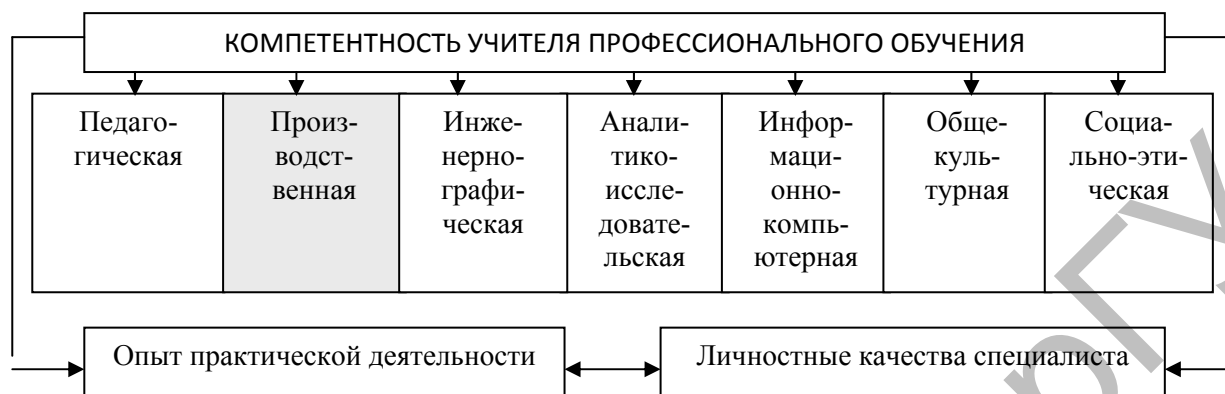 КОМПЕТЕНТНОСТЬ УЧИТЕЛЯ ПРОФЕССИОНАЛЬНОГО ОБУЧЕНИЯ
Педаго-
гическая
Произ-
водст-
венная
Инже-
нерно-
графи-
ческая
Анали-
тико-
иссле-
довате-
льская
Инфор-
маци-
онно-
компь-
ютерная
Обще-
куль-
турная
Социа-
льно-эти-
ческая
Опыт практической деятельности
Личностные качества специалиста